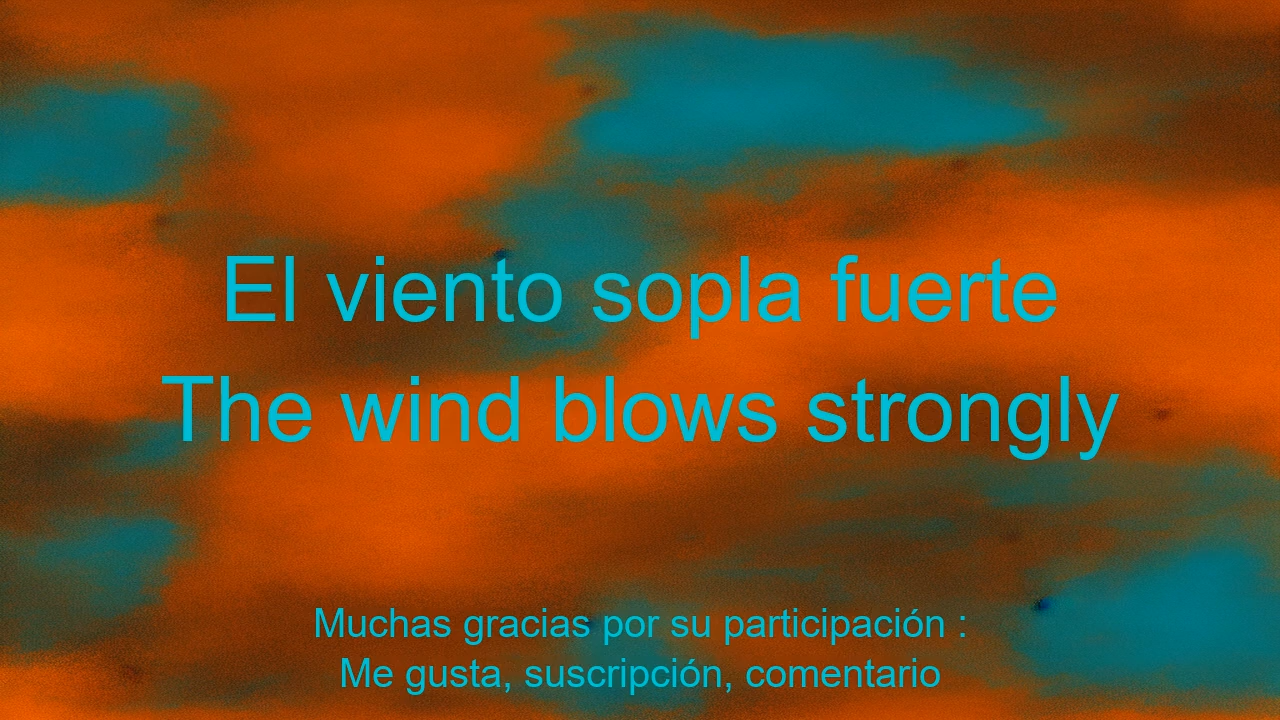 El viento sopla fuerte
The wind blows strongly
Muchas gracias por su participación :
Me gusta, suscripción, comentario